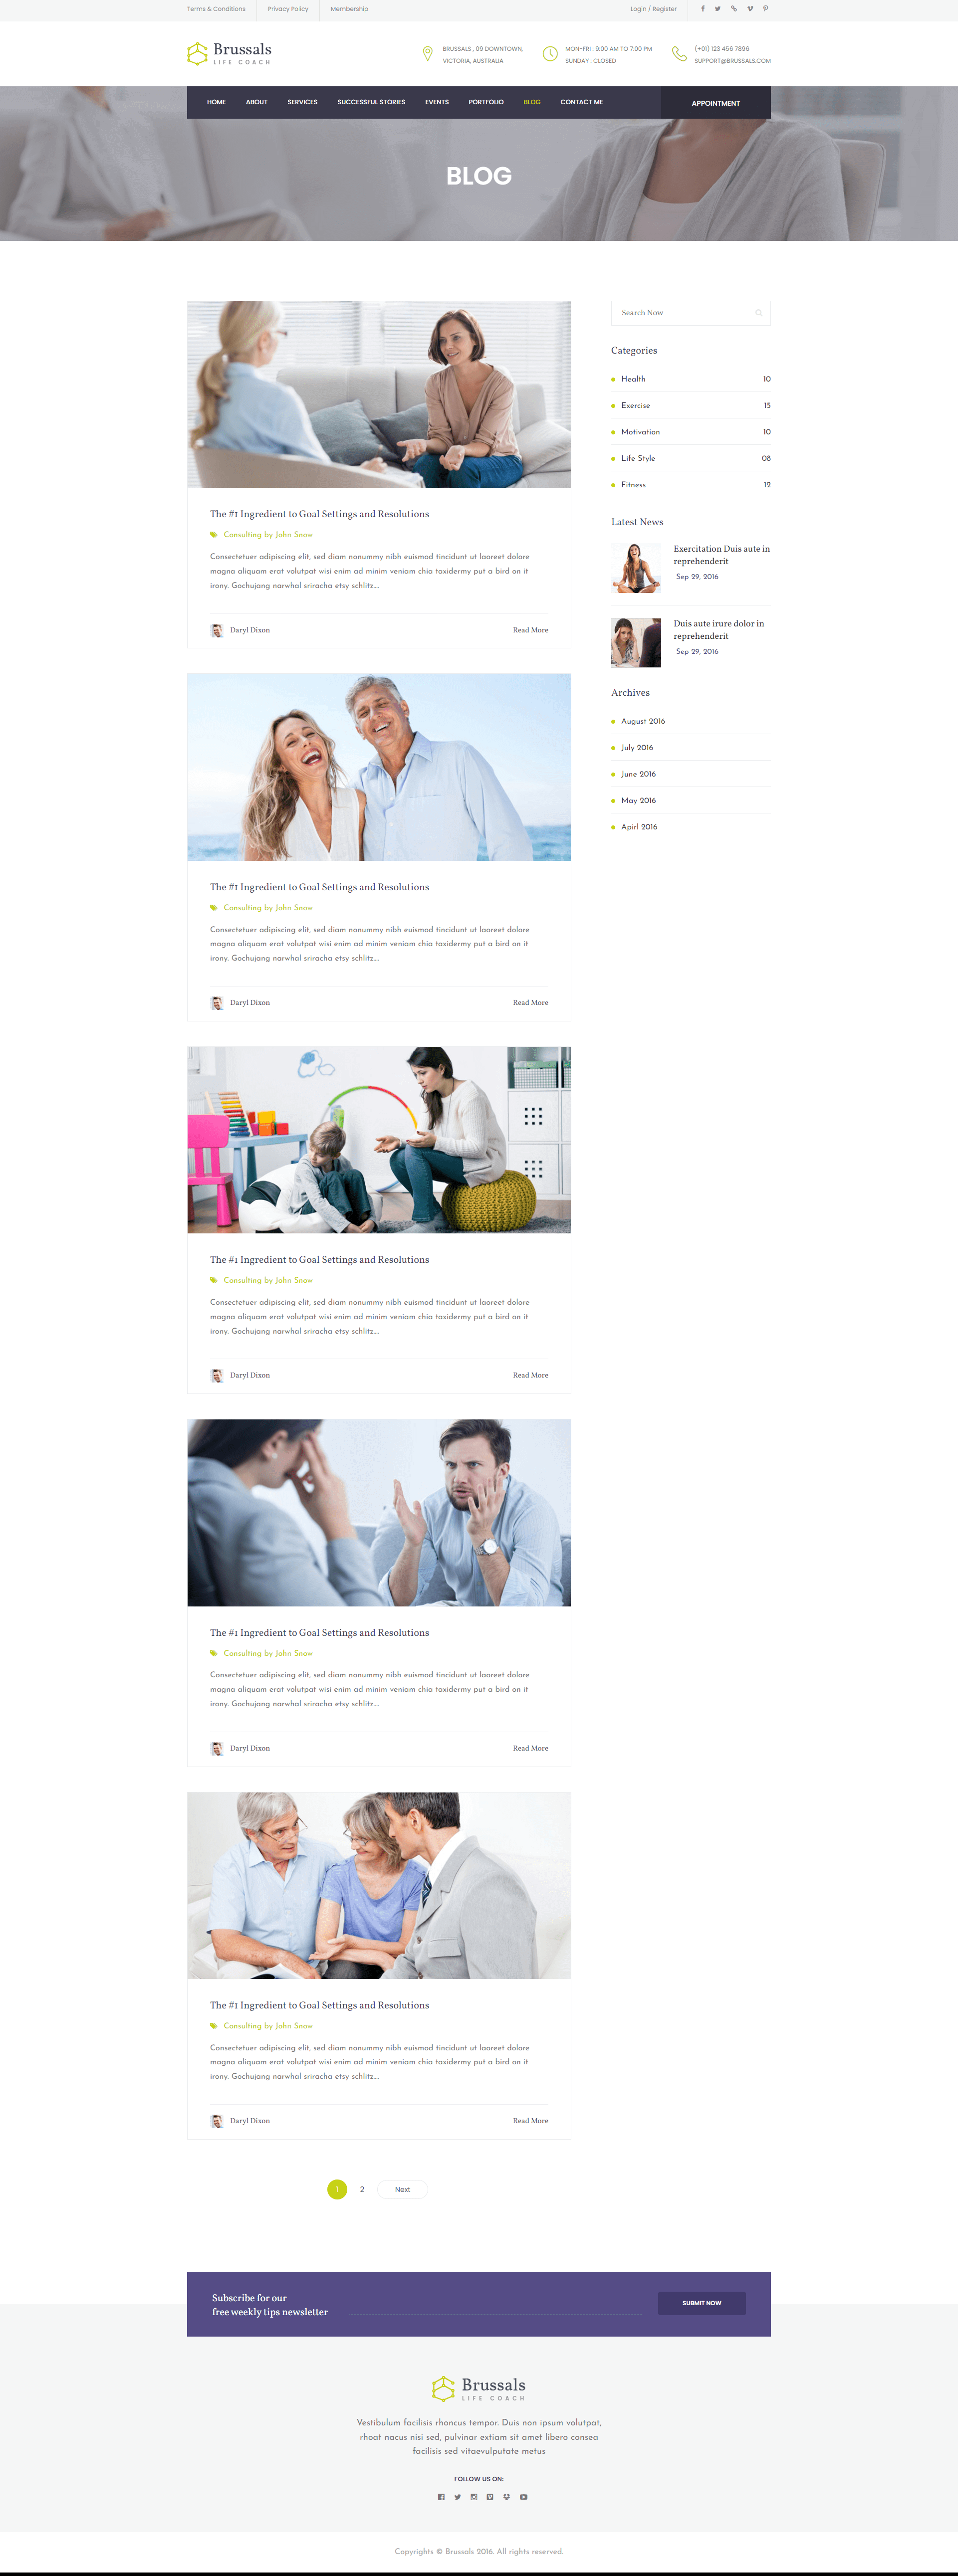 Terms & Conditions Privacy Policy Membership Login / Register
Brussals
LIFE COACH
BRUSSALS , 09 DOWNTOWN,
VICTORIA, AUSTRALIA
MON-FRI : 9:00 AM TO 7:00 PM
SUNDAY : CLOSED
(+01) 123 456 7896
SUPPORT@BRUSSALS.COM
HOME ABOUT SERVICES SUCCESSFUL STORIES EVENTS PORTFOLIO BLOG CONTACT ME APPOINTMENT
BLOG
The #1 Ingredient to Goal Settings and Resolutions
Consulting by John Snow
Consectetuer adipiscing elit, sed diam nonummy nibh euismod tincidunt ut laoreet dolore
magna aliquam erat volutpat wisi enim ad minim veniam chia taxidermy put a bird on it
irony. Gochujang narwhal sriracha etsy schlitz....
Daryl Dixon Read More
The #1 Ingredient to Goal Settings and Resolutions
Consulting by John Snow
Consectetuer adipiscing elit, sed diam nonummy nibh euismod tincidunt ut laoreet dolore
magna aliquam erat volutpat wisi enim ad minim veniam chia taxidermy put a bird on it
irony. Gochujang narwhal sriracha etsy schlitz....
Daryl Dixon Read More
The #1 Ingredient to Goal Settings and Resolutions
Consulting by John Snow
Consectetuer adipiscing elit, sed diam nonummy nibh euismod tincidunt ut laoreet dolore
magna aliquam erat volutpat wisi enim ad minim veniam chia taxidermy put a bird on it
irony. Gochujang narwhal sriracha etsy schlitz....
Daryl Dixon Read More
The #1 Ingredient to Goal Settings and Resolutions
Consulting by John Snow
Consectetuer adipiscing elit, sed diam nonummy nibh euismod tincidunt ut laoreet dolore
magna aliquam erat volutpat wisi enim ad minim veniam chia taxidermy put a bird on it
irony. Gochujang narwhal sriracha etsy schlitz....
Daryl Dixon Read More
The #1 Ingredient to Goal Settings and Resolutions
Consulting by John Snow
Consectetuer adipiscing elit, sed diam nonummy nibh euismod tincidunt ut laoreet dolore
magna aliquam erat volutpat wisi enim ad minim veniam chia taxidermy put a bird on it
irony. Gochujang narwhal sriracha etsy schlitz....
Daryl Dixon Read More
1 2 Next
Search Now
Categories
Health 10
Exercise 15
Motivation 10
Life Style 08
Fitness 12
Latest News
Exercitation Duis aute in
reprehenderit
Sep 29, 2016
Duis aute irure dolor in
reprehenderit
Sep 29, 2016
Archives
August 2016
July 2016
June 2016
May 2016
Apirl 2016
Subscribe for our
free weekly tips newsletter
SUBMIT NOW
Brussals
LIFE COACH
Vestibulum facilisis rhoncus tempor. Duis non ipsum volutpat,
rhoat nacus nisi sed, pulvinar extiam sit amet libero consea
facilisis sed vitaevulputate metus
FOLLOW US ON:
Copyrights © Brussals 2016. All rights reserved.